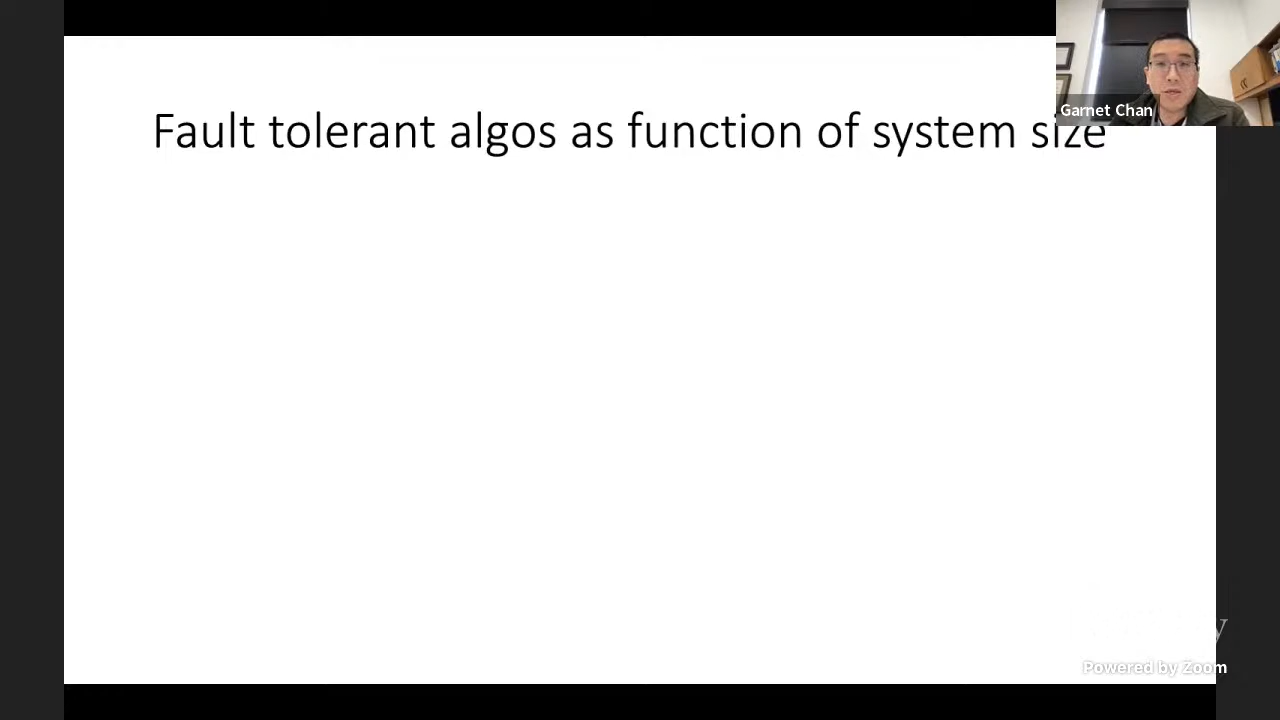 Garnet Chan
Fault tolerant algos as function of system size
Powered by Zoom